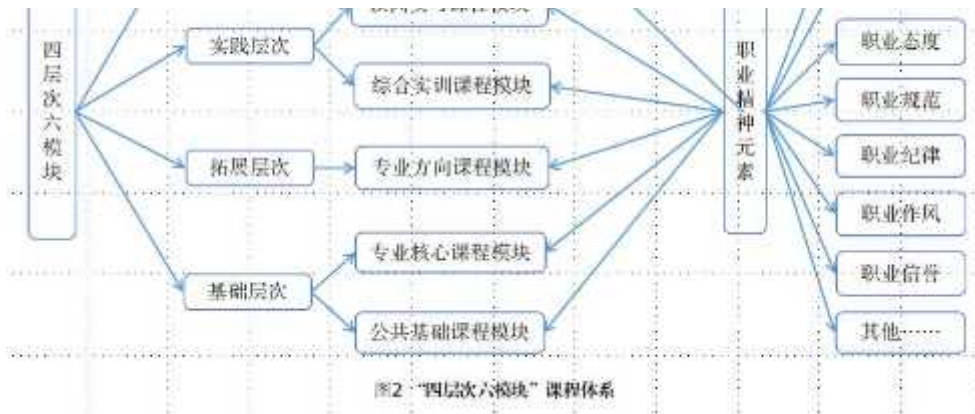 四层次六模块
实践层次
拓展层次
基础层次
综合实训课程模块
专业方向课程模块
专业核心课程模块
公共基础课程模块
职业精神元素
职业态度
职业规范
职业纪律
职业作风
职业信誉
其他……
图2 “四层次六模块”课程体系